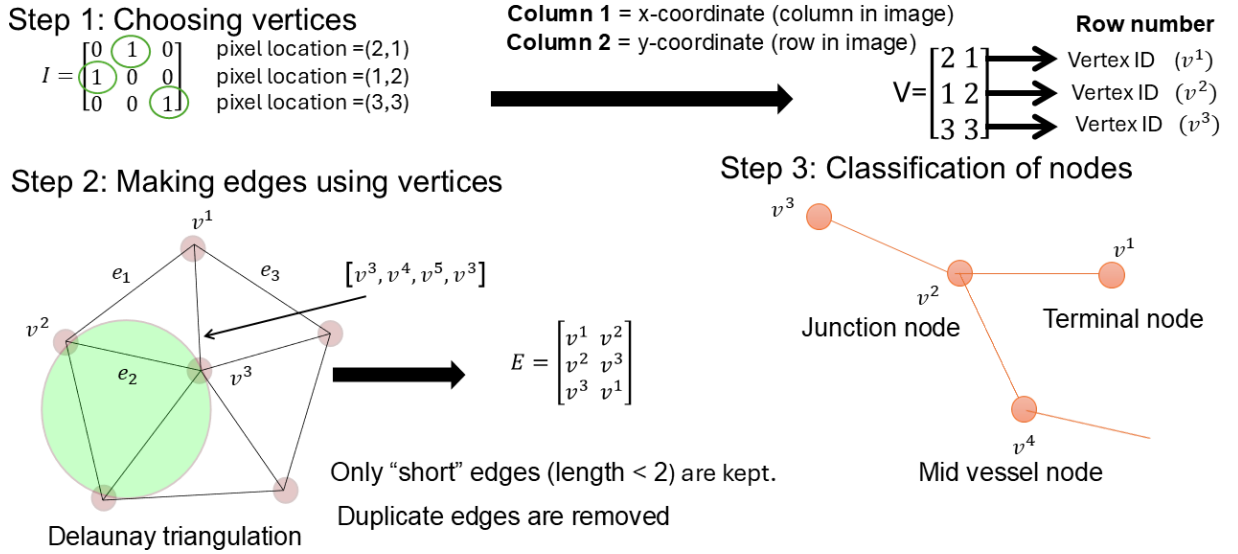 Step 1: Choosing vertices
I = [0 1 0] pixel location =(2,1)
[1 0 0] pixel location =(1,2)
[0 0 1] pixel location =(3,3)
Column 1 = x-coordinate (column in image)
Column 2 = y-coordinate (row in image)
Row number
V= [2 1] Vertex ID (v¹)
[1 2] Vertex ID (v²)
[3 3] Vertex ID (v³)
Step 2: Making edges using vertices
v¹
e₁
e₃
[v³, v⁴, v⁵, v³]
v²
e₂
v³
E = [v¹ v²]
[v² v³]
[v³ v¹]
Only “short” edges (length < 2) are kept.
Duplicate edges are removed
Delaunay triangulation
Step 3: Classification of nodes
v³
v¹
v²
Junction node
Terminal node
v⁴
Mid vessel node